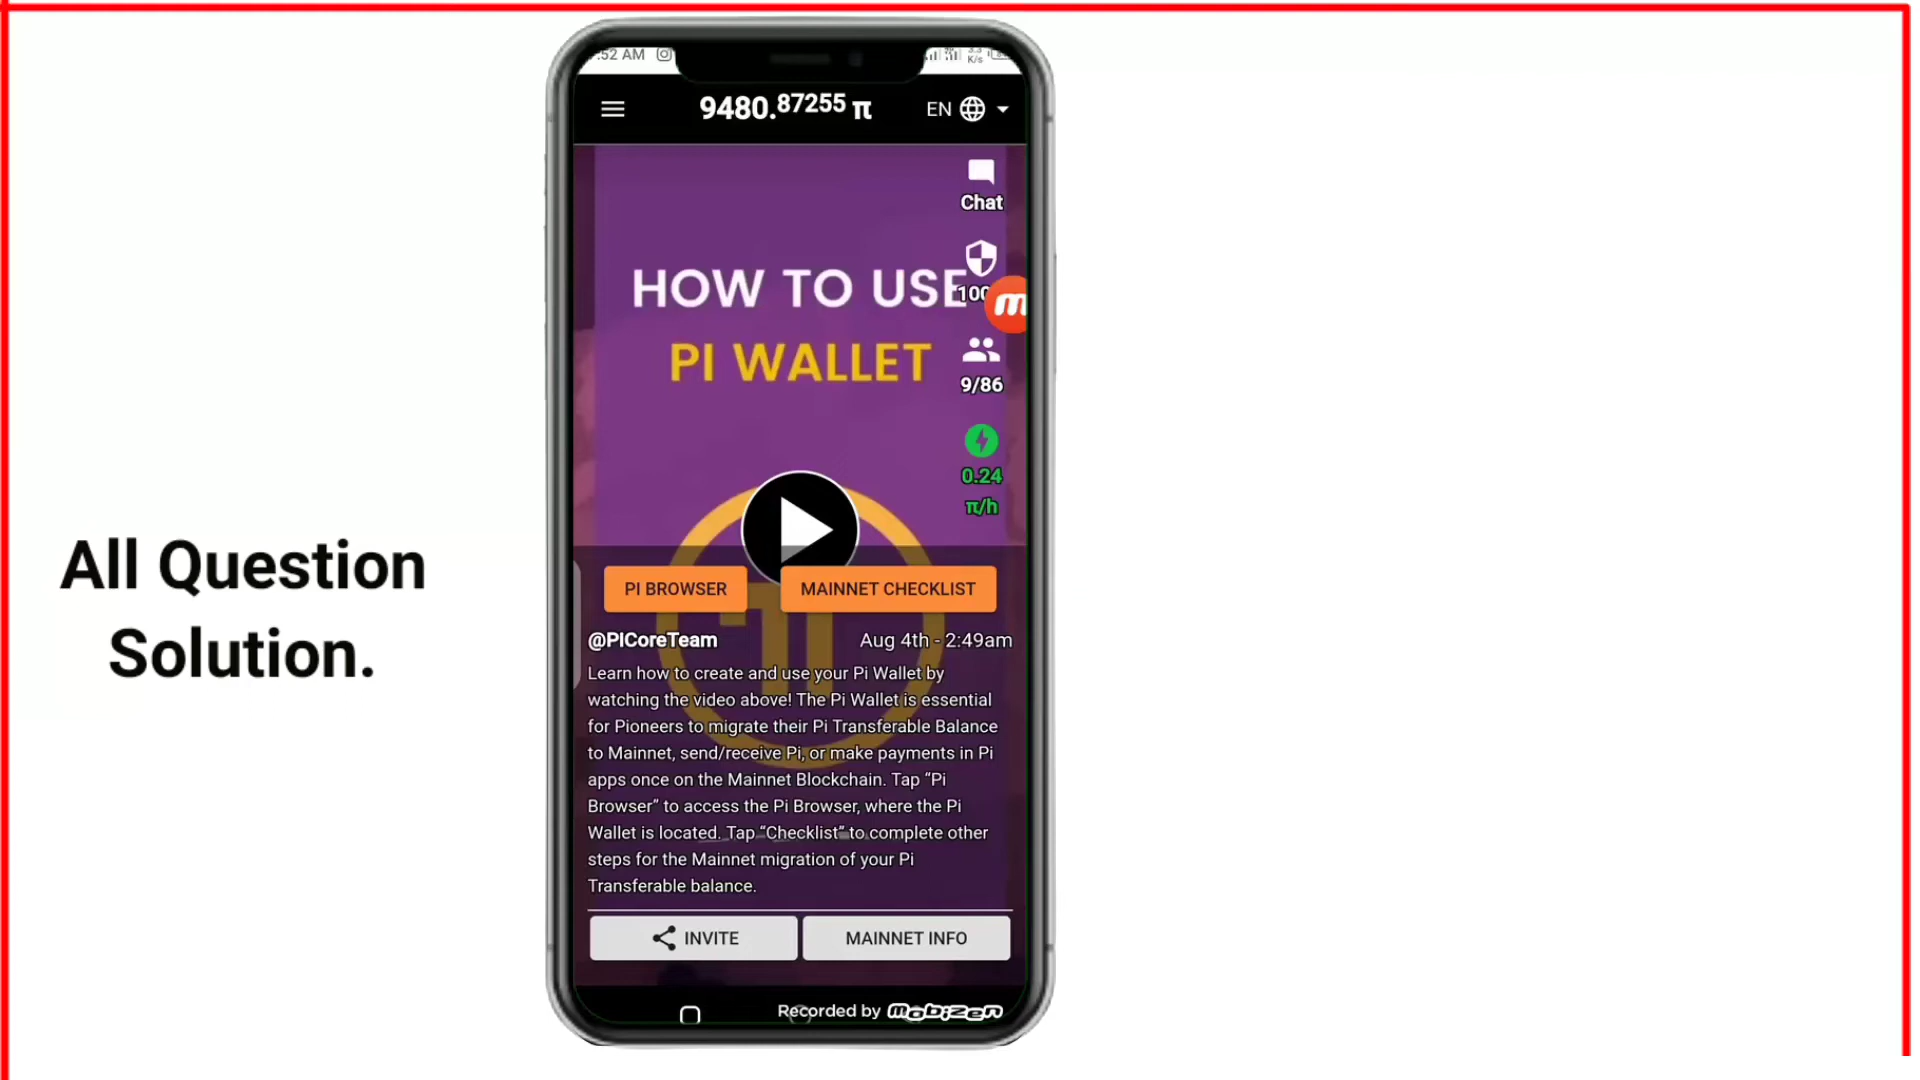 :52 AM
K/s
9480.87255 π
EN
Chat
HOW TO USE
100
PI WALLET
9/86
0.24
π/h
PI BROWSER
MAINNET CHECKLIST
@PiCoreTeam
Aug 4th - 2:49am
Learn how to create and use your Pi Wallet by
watching the video above! The Pi Wallet is essential
for Pioneers to migrate their Pi Transferable Balance
to Mainnet, send/receive Pi, or make payments in Pi
apps once on the Mainnet Blockchain. Tap “Pi
Browser” to access the Pi Browser, where the Pi
Wallet is located. Tap “Checklist” to complete other
steps for the Mainnet migration of your Pi
Transferable balance.
INVITE
MAINNET INFO
Recorded by mobizen
All Question
Solution.